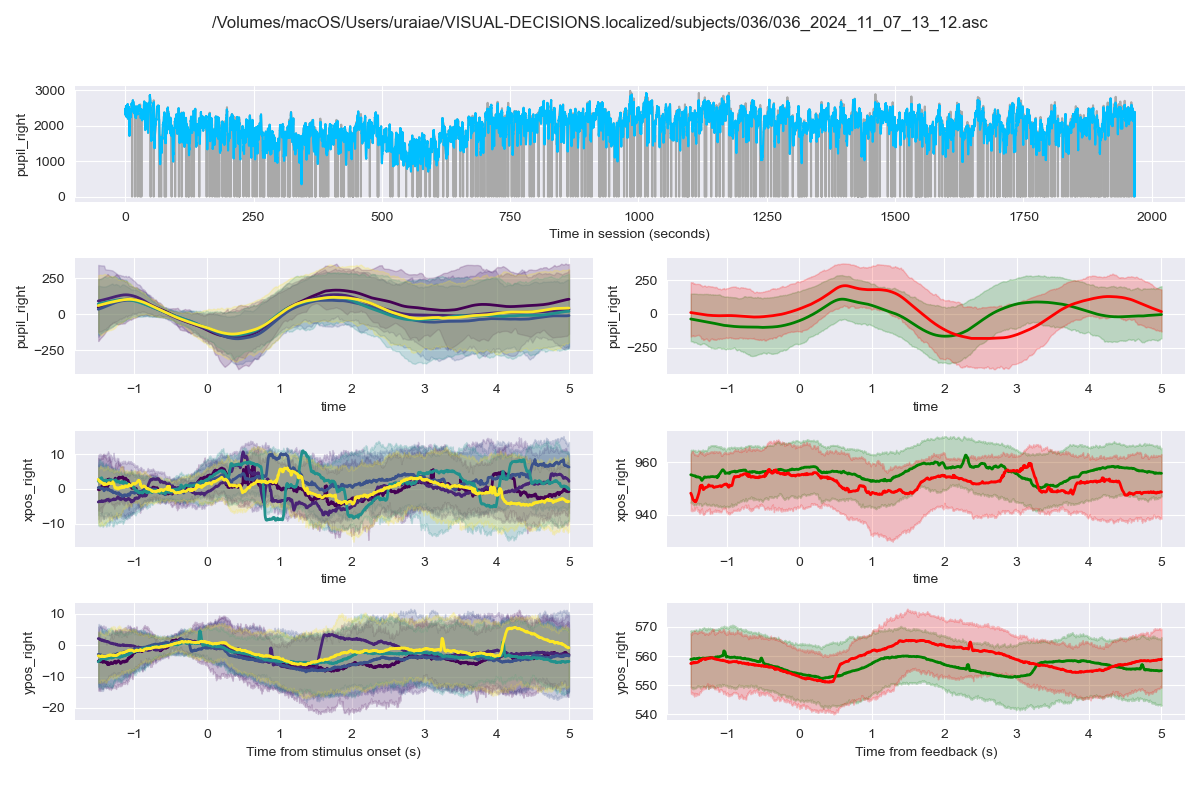 /Volumes/macOS/Users/uraiae/VISUAL-DECISIONS.localized/subjects/036/036_2024_11_07_13_12.asc
pupil_right
3000
2000
1000
0
0 250 500 750 1000 1250 1500 1750 2000
Time in session (seconds)
pupil_right
250
0
−250
−1 0 1 2 3 4 5
time
pupil_right
250
0
−250
−1 0 1 2 3 4 5
time
xpos_right
10
0
−10
−1 0 1 2 3 4 5
time
xpos_right
960
940
−1 0 1 2 3 4 5
time
ypos_right
10
0
−10
−20
−1 0 1 2 3 4 5
Time from stimulus onset (s)
ypos_right
570
560
550
540
−1 0 1 2 3 4 5
Time from feedback (s)